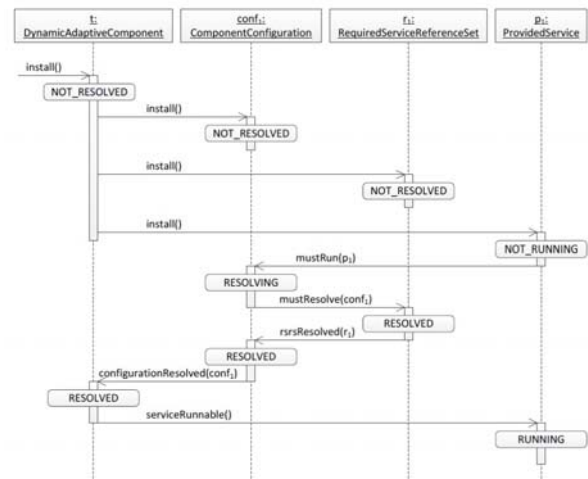 t:
DynamicAdaptiveComponent
conf₁:
ComponentConfiguration
r₁:
RequiredServiceReferenceSet
p₁:
ProvidedService
install()
NOT_RESOLVED
install()
NOT_RESOLVED
install()
NOT_RESOLVED
install()
NOT_RUNNING
mustRun(p₁)
RESOLVING
mustResolve(conf₁)
RESOLVED
rsrsResolved(r₁)
RESOLVED
configurationResolved(conf₁)
RESOLVED
serviceRunnable()
RUNNING